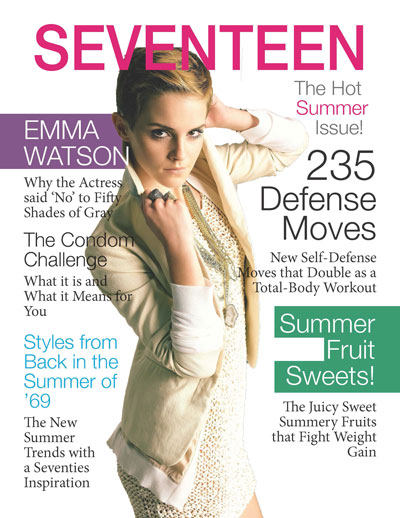 SEVENTEEN
The Hot
Summer
Issue!
EMMA
WATSON
Why the Actress
said 'No' to Fifty
Shades of Gray
The Condom
Challenge
What it is and
What it Means for
You
Styles from
Back in the
Summer of
'69
The New
Summer
Trends with
a Seventies
Inspiration
235
Defense
Moves
New Self-Defense
Moves that Double as a
Total-Body Workout
Summer
Fruit
Sweets!
The Juicy Sweet
Summery Fruits
that Fight Weight
Gain